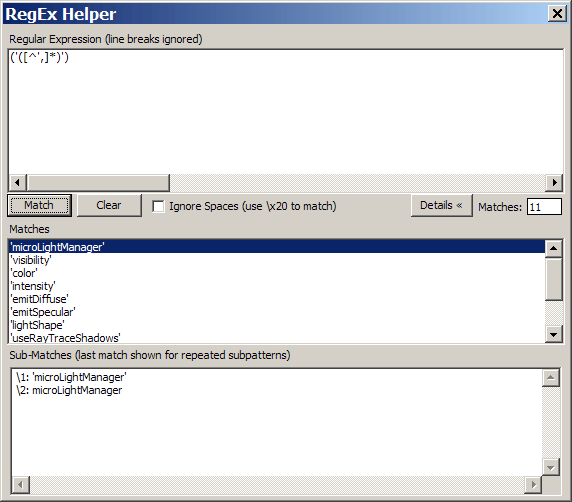 RegEx Helper
Regular Expression (line breaks ignored)
('([^',]*)')
Match Clear Ignore Spaces (use \x20 to match) Details « Matches: 11
Matches
'microLightManager'
'visibility'
'color'
'intensity'
'emitDiffuse'
'emitSpecular'
'lightShape'
'useRayTraceShadows'
Sub-Matches (last match shown for repeated subpatterns)
\1: 'microLightManager'
\2: microLightManager